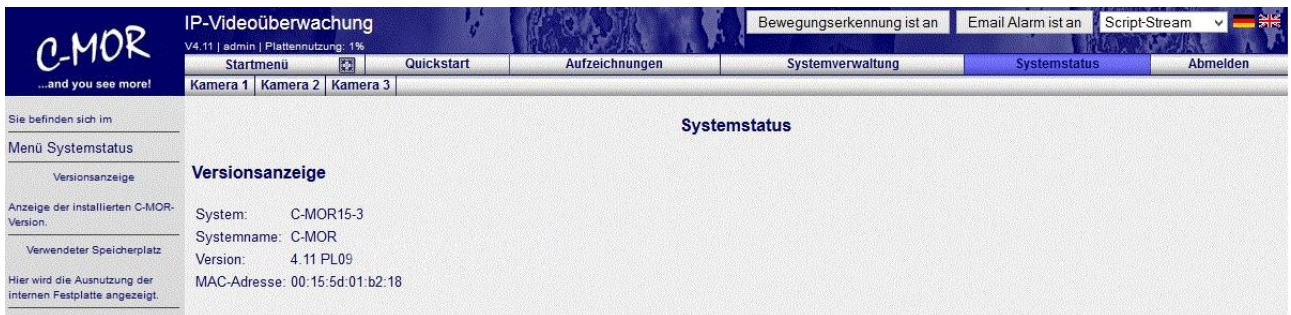 C-MOR
...and you see more!
IP-Videoüberwachung
V4.11 | admin | Plattennutzung: 1%
Bewegungserkennung ist an
Email Alarm ist an
Script-Stream
Startmenü
Quickstart
Aufzeichnungen
Systemverwaltung
Systemstatus
Abmelden
Kamera 1
Kamera 2
Kamera 3
Sie befinden sich im
Menü Systemstatus
Versionsanzeige
Anzeige der installierten C-MOR-
Version.
Verwendeter Speicherplatz
Hier wird die Ausnutzung der
internen Festplatte angezeigt.
Systemstatus
Versionsanzeige
System: C-MOR15-3
Systemname: C-MOR
Version: 4.11 PL09
MAC-Adresse: 00:15:5d:01:b2:18